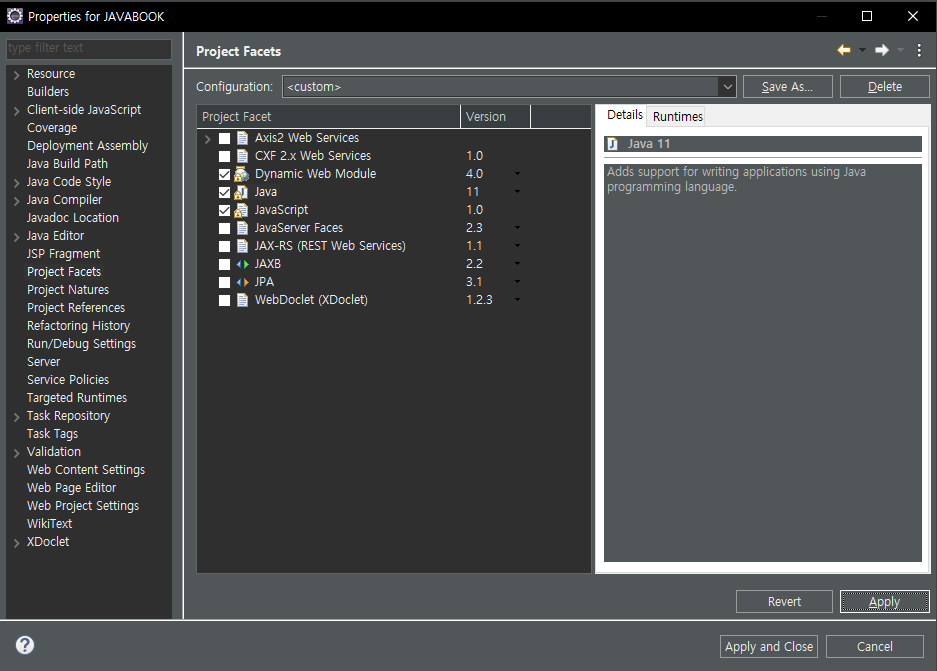 Properties for JAVABOOK
type filter text
Resource
Builders
Client-side JavaScript
Coverage
Deployment Assembly
Java Build Path
Java Code Style
Java Compiler
Javadoc Location
Java Editor
JSP Fragment
Project Facets
Project Natures
Project References
Refactoring History
Run/Debug Settings
Server
Service Policies
Targeted Runtimes
Task Repository
Task Tags
Validation
Web Content Settings
Web Page Editor
Web Project Settings
WikiText
XDoclet
Project Facets
Configuration: <custom> Save As... Delete
Project Facet Version
Axis2 Web Services
CXF 2.x Web Services 1.0
Dynamic Web Module 4.0
Java 11
JavaScript 1.0
JavaServer Faces 2.3
JAX-RS (REST Web Services) 1.1
JAXB 2.2
JPA 3.1
WebDoclet (XDoclet) 1.2.3
Details Runtimes
Java 11
Adds support for writing applications using Java
programming language.
Revert Apply
Apply and Close Cancel